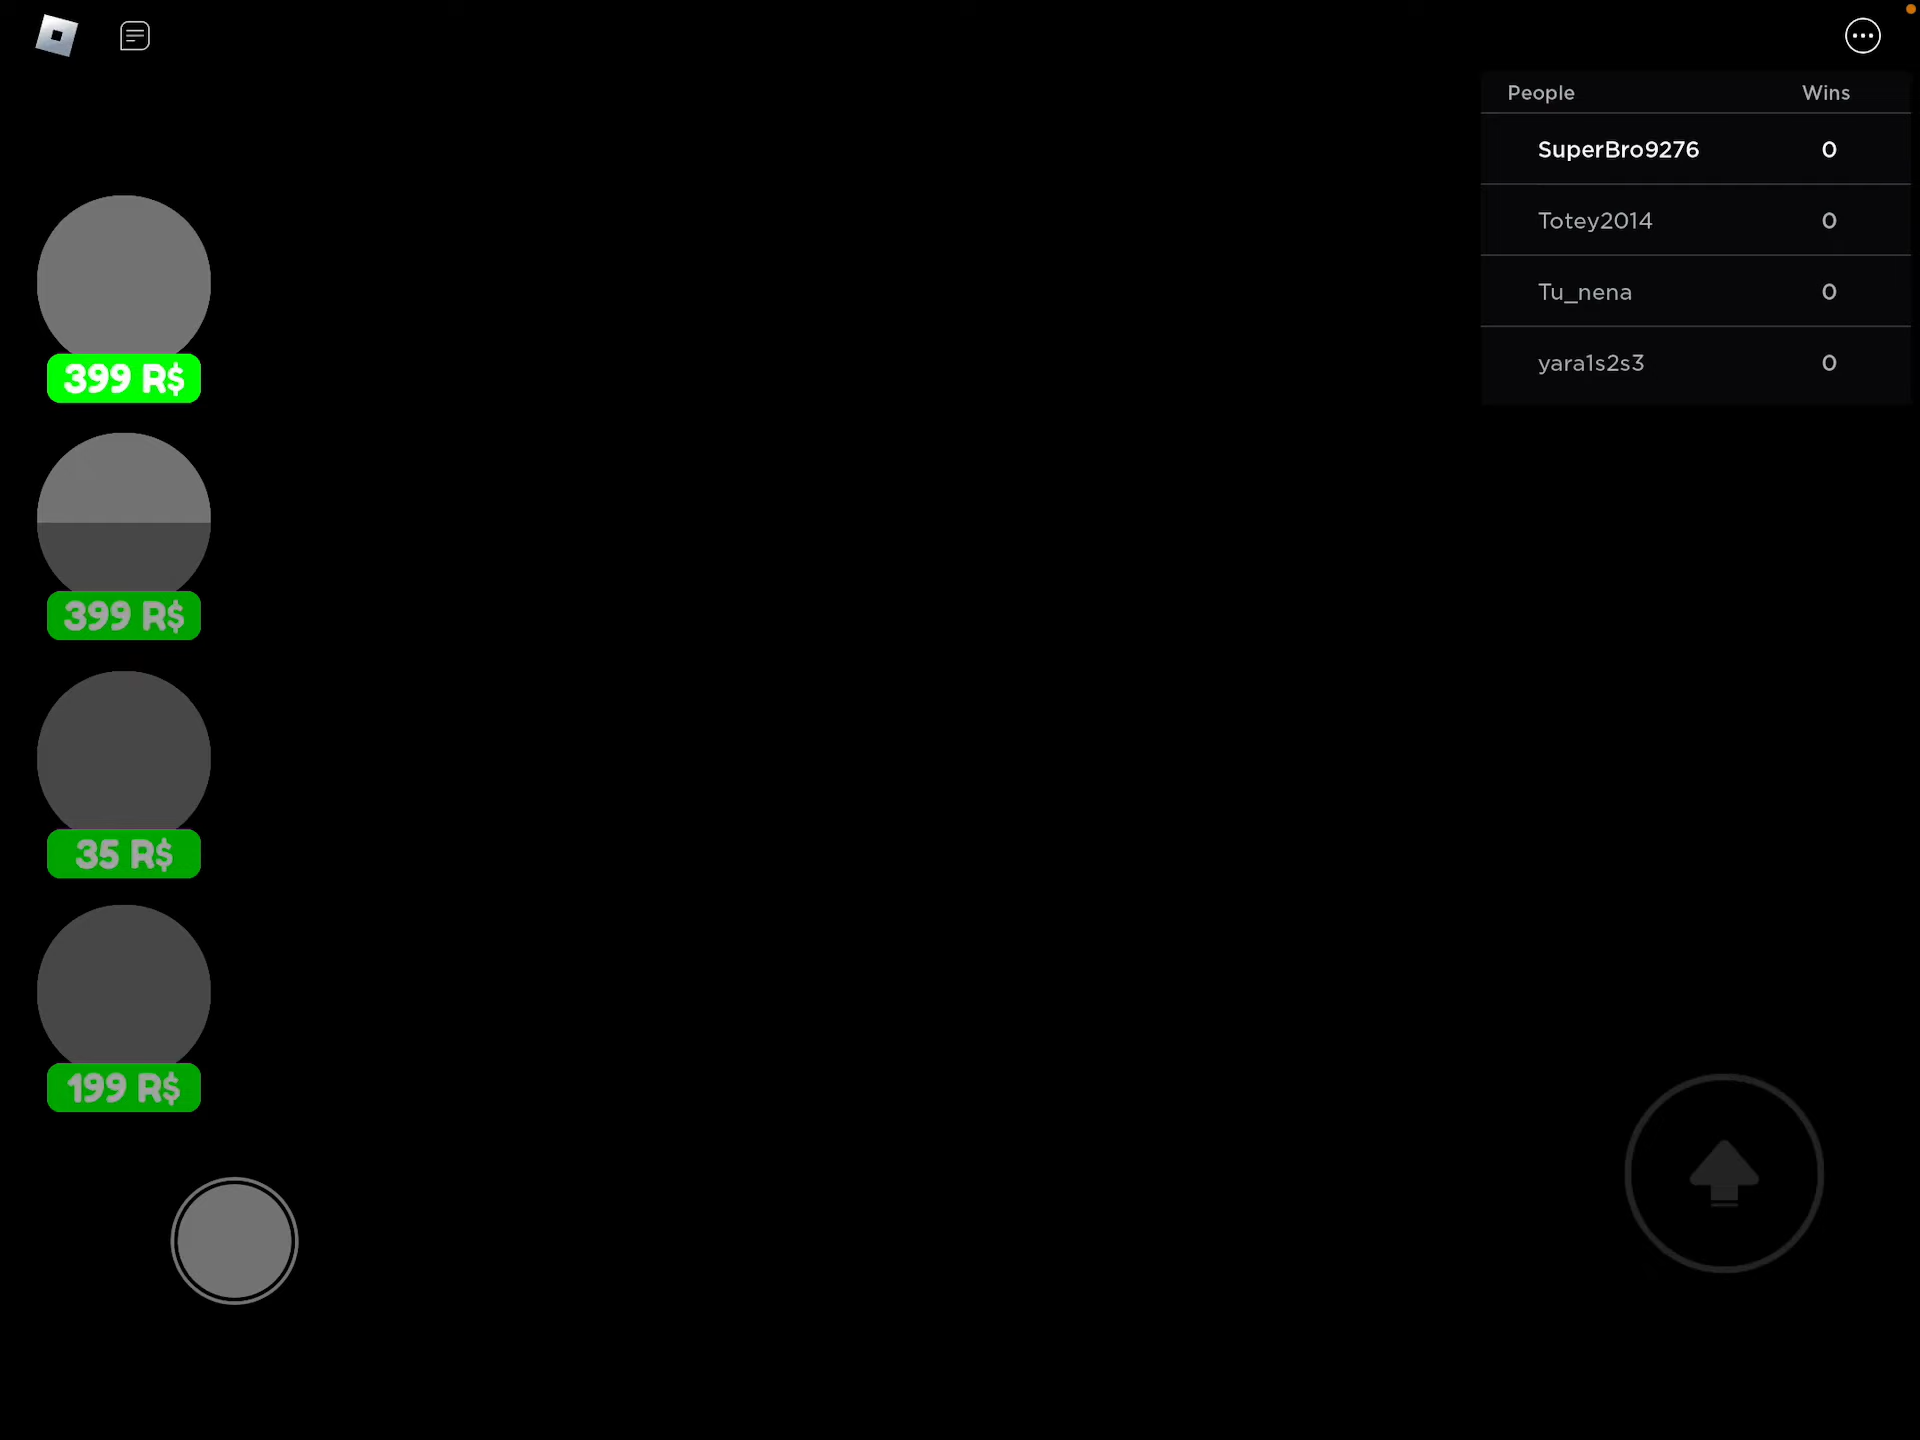 People Wins
SuperBro9276 0
Totey2014 0
Tu_nena 0
yara1s2s3 0
399 R$
399 R$
35 R$
199 R$